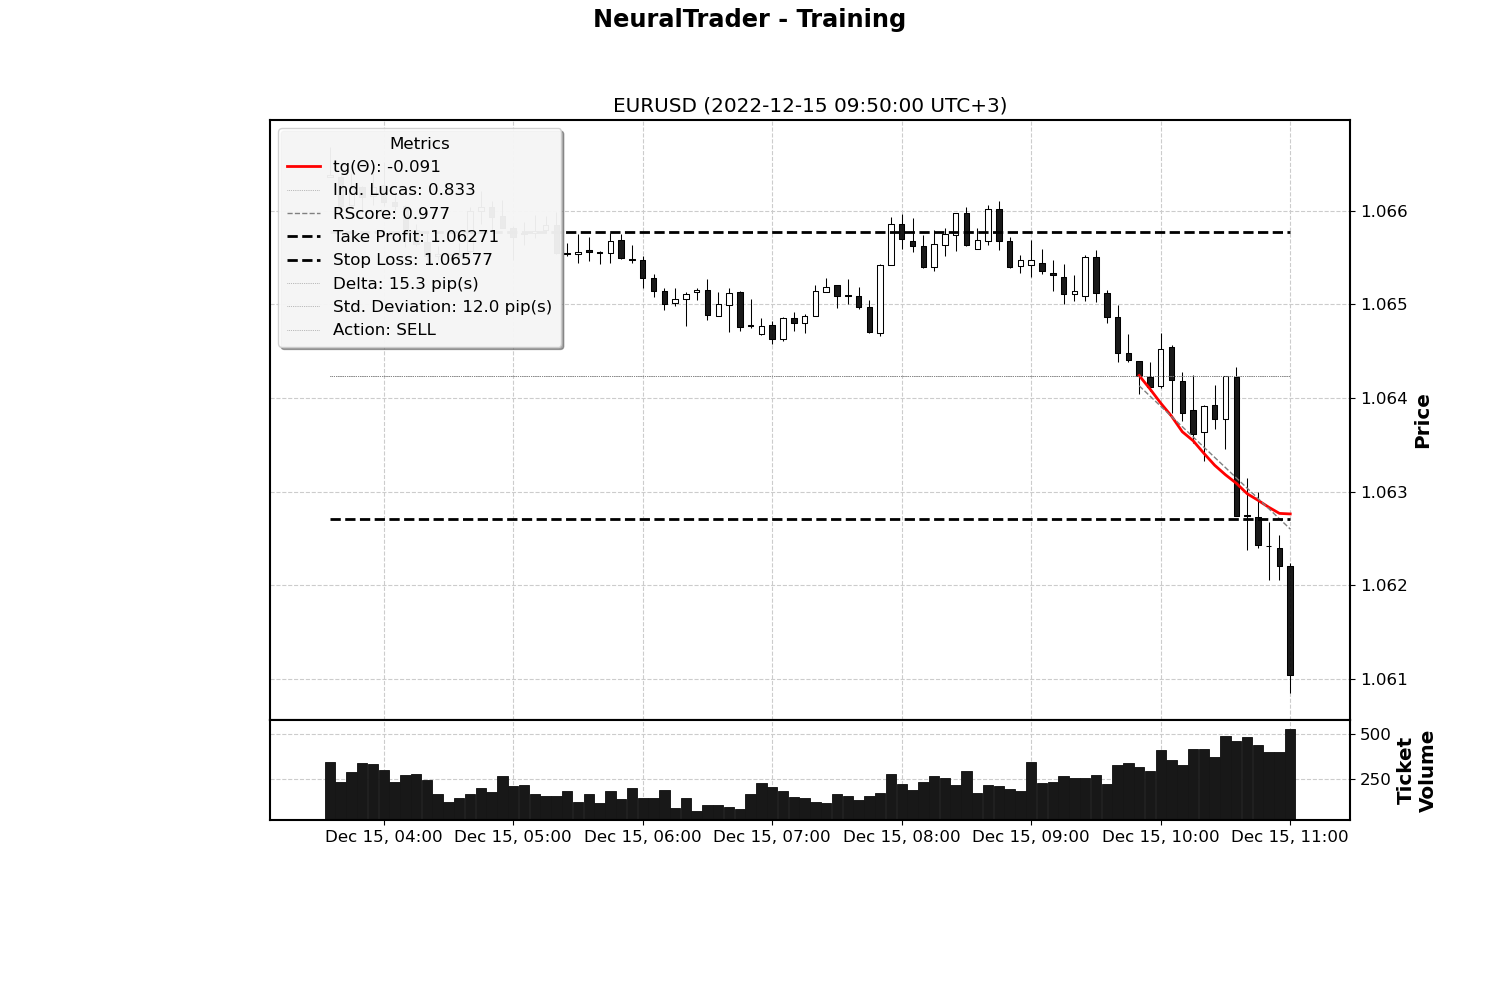 NeuralTrader - Training
EURUSD (2022-12-15 09:50:00 UTC+3)
Metrics
tg(Θ): -0.091
Ind. Lucas: 0.833
RScore: 0.977
Take Profit: 1.06271
Stop Loss: 1.06577
Delta: 15.3 pip(s)
Std. Deviation: 12.0 pip(s)
Action: SELL
1.066
1.065
1.064
1.063
1.062
1.061
Price
500
250
Ticket
Volume
Dec 15, 04:00 Dec 15, 05:00 Dec 15, 06:00 Dec 15, 07:00 Dec 15, 08:00 Dec 15, 09:00 Dec 15, 10:00 Dec 15, 11:00